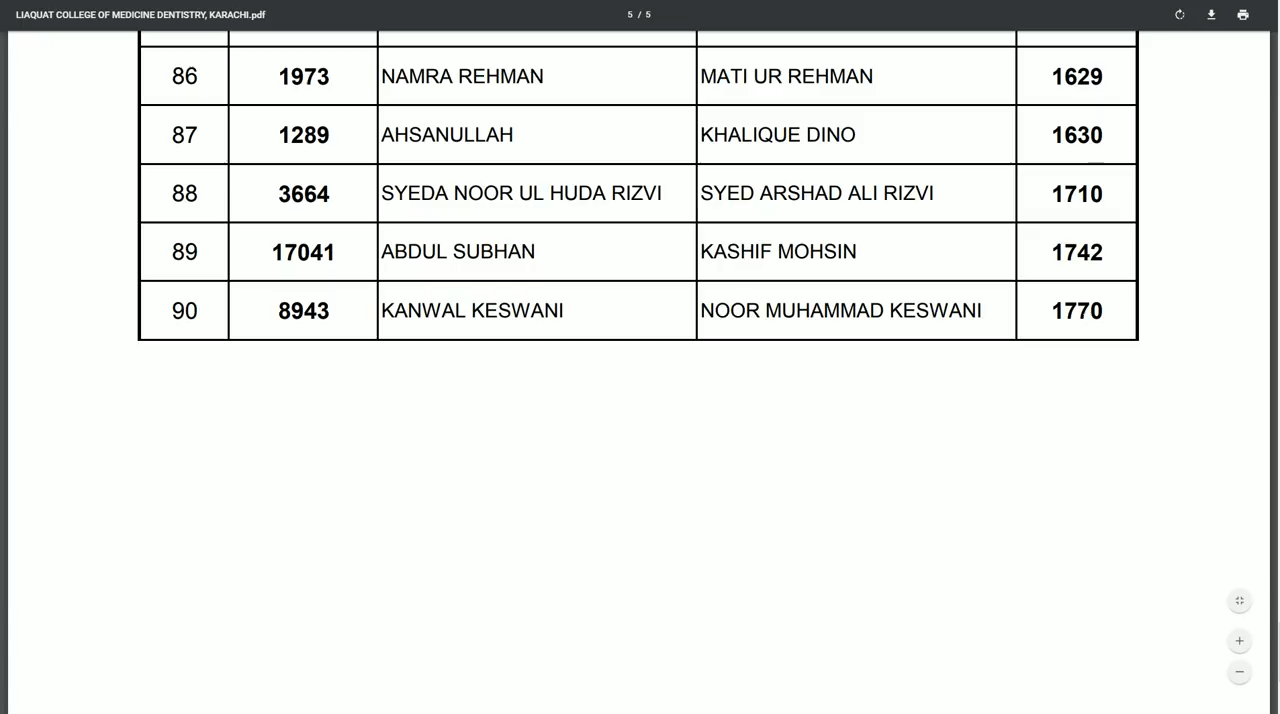 LIAQUAT COLLEGE OF MEDICINE DENTISTRY, KARACHI.pdf 5 / 5
86 1973 NAMRA REHMAN MATI UR REHMAN 1629
87 1289 AHSANULLAH KHALIQUE DINO 1630
88 3664 SYEDA NOOR UL HUDA RIZVI SYED ARSHAD ALI RIZVI 1710
89 17041 ABDUL SUBHAN KASHIF MOHSIN 1742
90 8943 KANWAL KESWANI NOOR MUHAMMAD KESWANI 1770